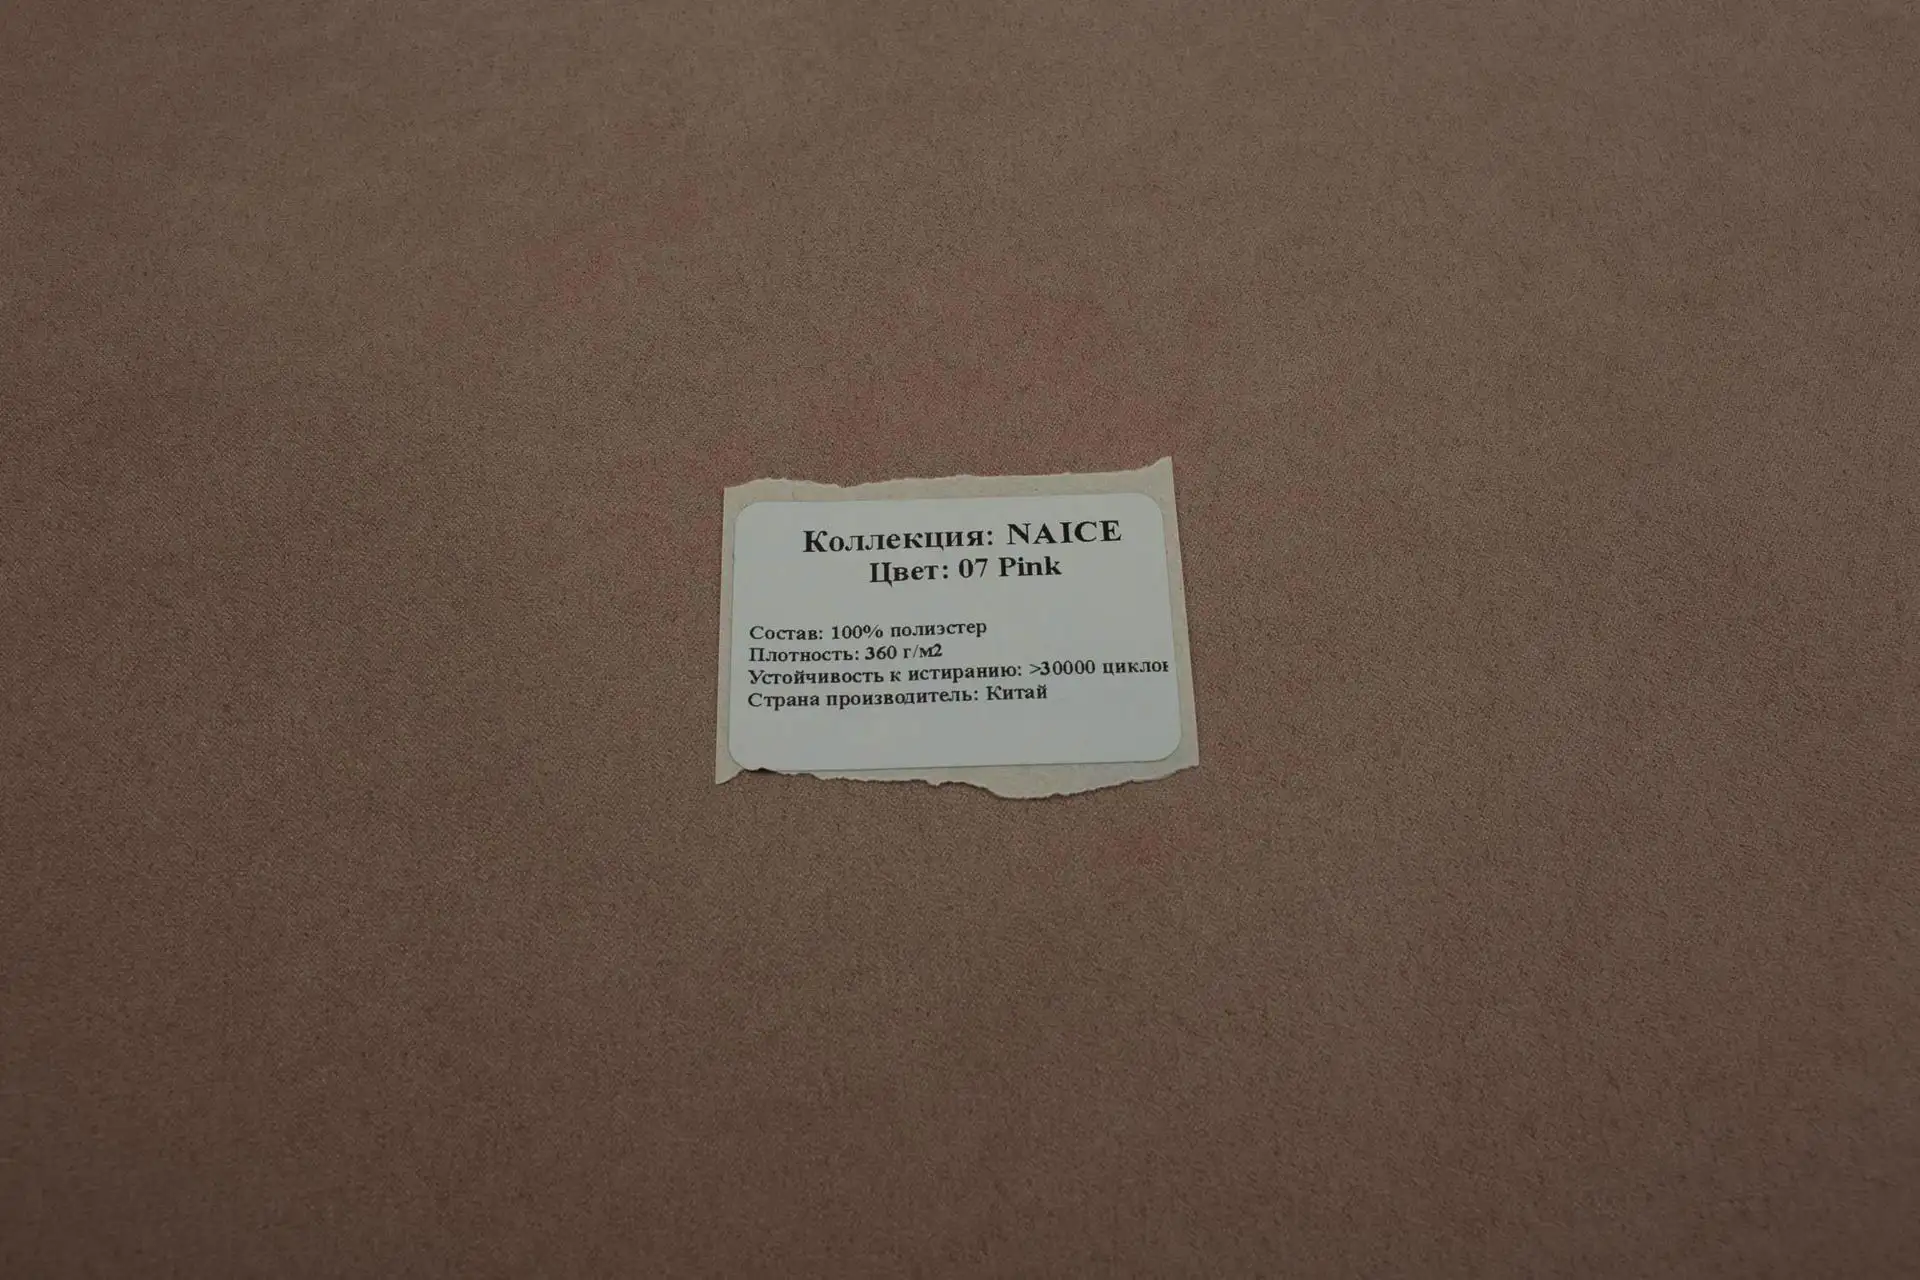 Коллекция: NAICE
Цвет: 07 Pink
Состав: 100% полиэстер
Плотность: 360 г/м2
Устойчивость к истиранию: >30000 циклов
Страна производитель: Китай